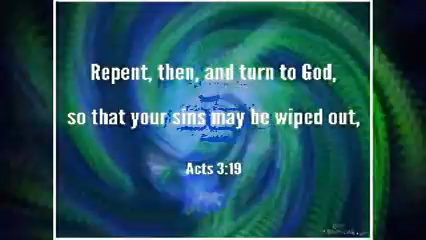 Repent, then, and turn to God,
so that your sins may be wiped out,
Acts 3:19